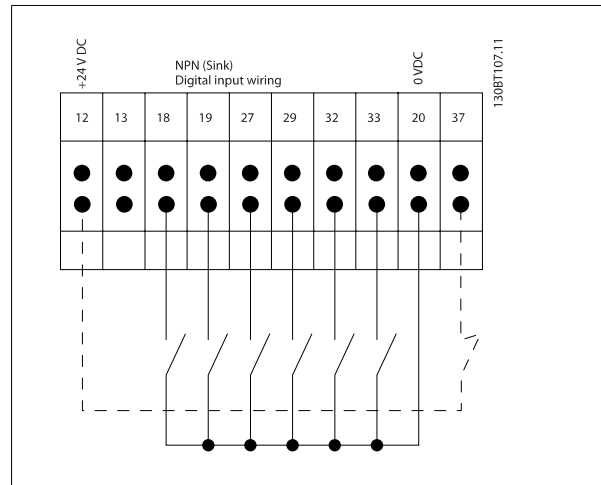 +24 V DC
NPN (Sink)
Digital input wiring
0 VDC
130BT107.11
12 13 18 19 27 29 32 33 20 37